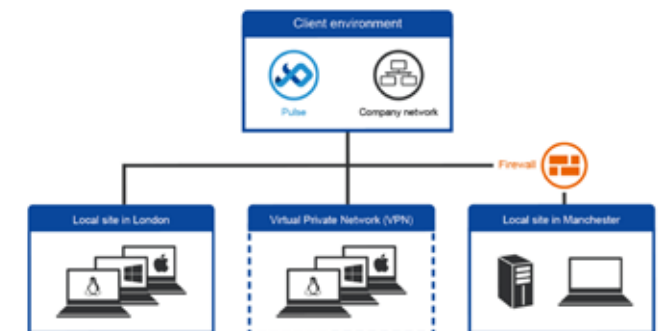 Client environment
Pulse
Company network
Firewall
Local site in London
Virtual Private Network (VPN)
Local site in Manchester